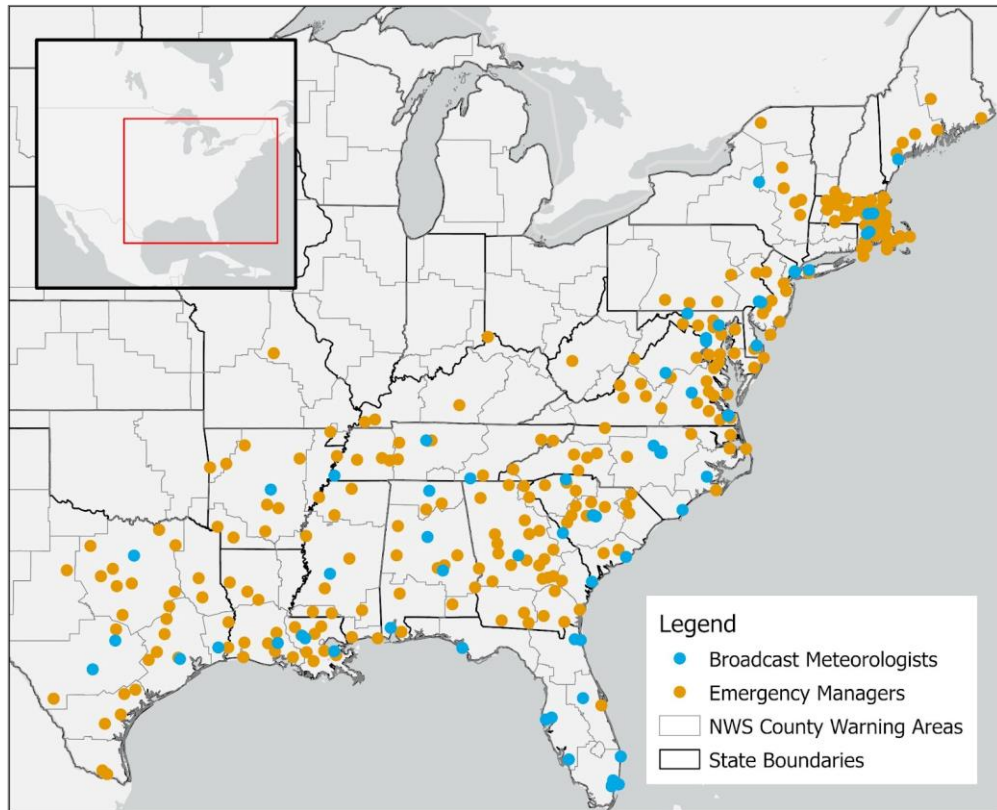 Legend
Broadcast Meteorologists
Emergency Managers
NWS County Warning Areas
State Boundaries